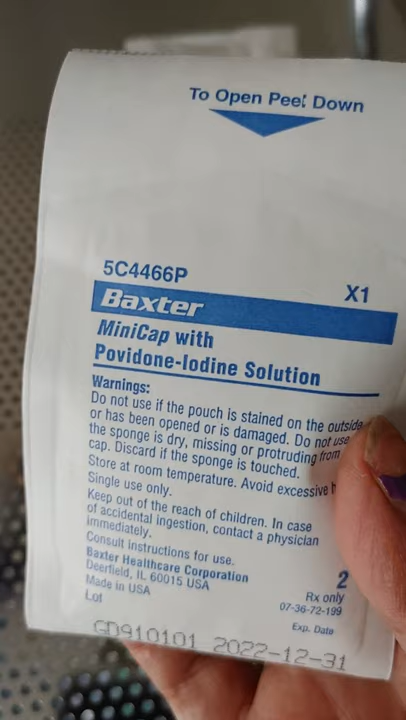 To Open Peel Down
5C4466P
X1
Baxter
MiniCap with
Povidone-Iodine Solution
Warnings:
Do not use if the pouch is stained on the outside
or has been opened or is damaged. Do not use
the sponge is dry, missing or protruding from
cap. Discard if the sponge is touched.
Store at room temperature. Avoid excessive h
Single use only.
Keep out of the reach of children. In case
of accidental ingestion, contact a physician
immediately.
Consult Instructions for use.
Baxter Healthcare Corporation
Deerfield, IL 60015 USA
Made in USA
Lot
2
Rx only
07-36-72-199
Exp. Date
GD910101 2022-12-31